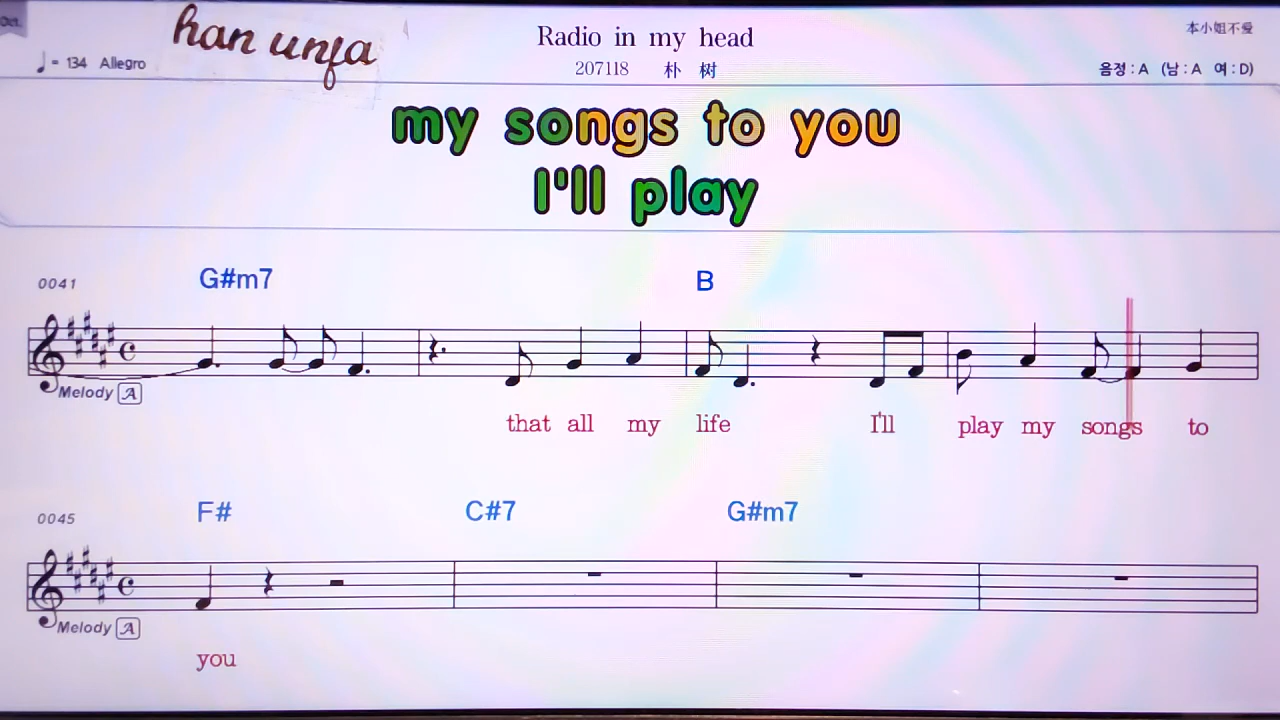 Oct.
han unfa
Radio in my head
本小姐不爱
♩= 134 Allegro
207118 朴 树
음정 : A (남 : A 여 : D)
my songs to you
I'll play
0041
G#m7 B
Melody A
that all my life I'll play my songs to
0045
F# C#7 G#m7
Melody A
you